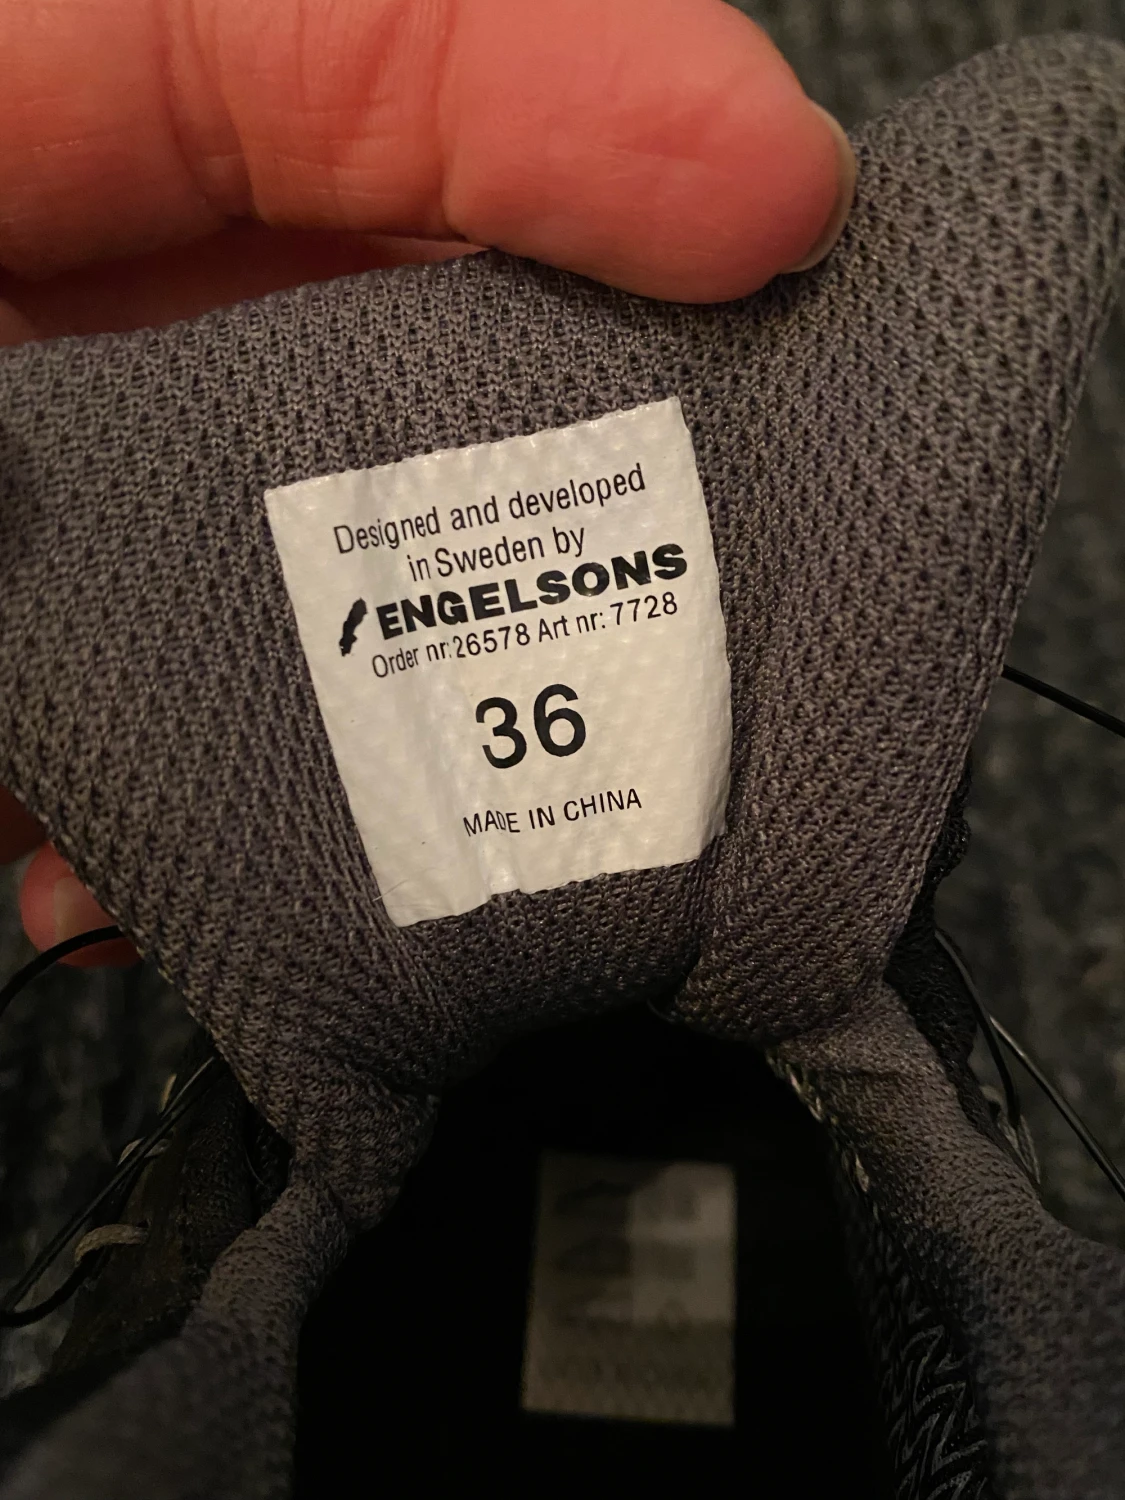 Designed and developed
in Sweden by
ENGELSONS
Order nr:26578 Art nr: 7728
36
MADE IN CHINA